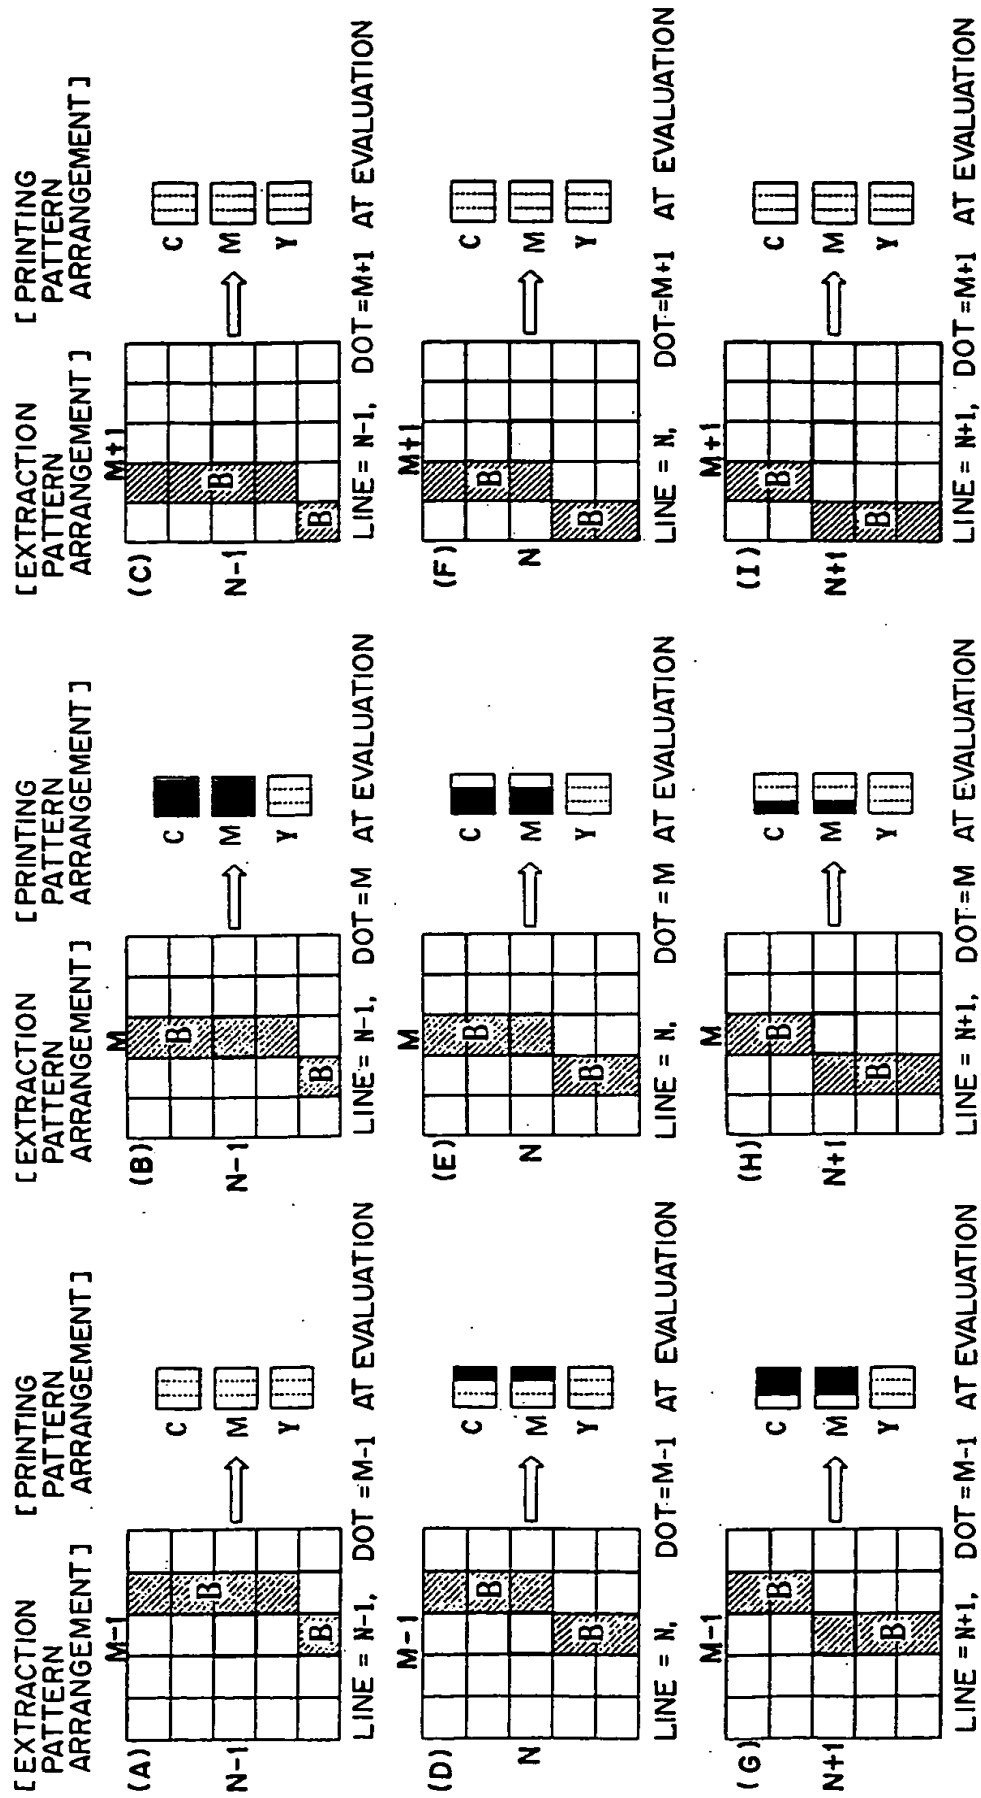 [EXTRACTION
PATTERN
ARRANGEMENT]
[PRINTING
PATTERN
ARRANGEMENT]
[EXTRACTION
PATTERN
ARRANGEMENT]
[PRINTING
PATTERN
ARRANGEMENT]
[EXTRACTION
PATTERN
ARRANGEMENT]
[PRINTING
PATTERN
ARRANGEMENT]
(A)
M-1
N-1
B
B
C
M
Y
LINE = N-1, DOT = M-1 AT EVALUATION
(B)
M
N-1
B
B
C
M
Y
LINE = N-1, DOT = M AT EVALUATION
(C)
M+1
N-1
B
B
C
M
Y
LINE = N-1, DOT = M+1 AT EVALUATION
(D)
M-1
N
B
B
C
M
Y
LINE = N, DOT = M-1 AT EVALUATION
(E)
M
N
B
B
C
M
Y
LINE = N, DOT = M AT EVALUATION
(F)
M+1
N
B
B
C
M
Y
LINE = N, DOT = M+1 AT EVALUATION
(G)
M-1
N+1
B
B
C
M
Y
LINE = N+1, DOT = M-1 AT EVALUATION
(H)
M
N+1
B
B
C
M
Y
LINE = N+1, DOT = M AT EVALUATION
(I)
M+1
N+1
B
B
C
M
Y
LINE = N+1, DOT = M+1 AT EVALUATION